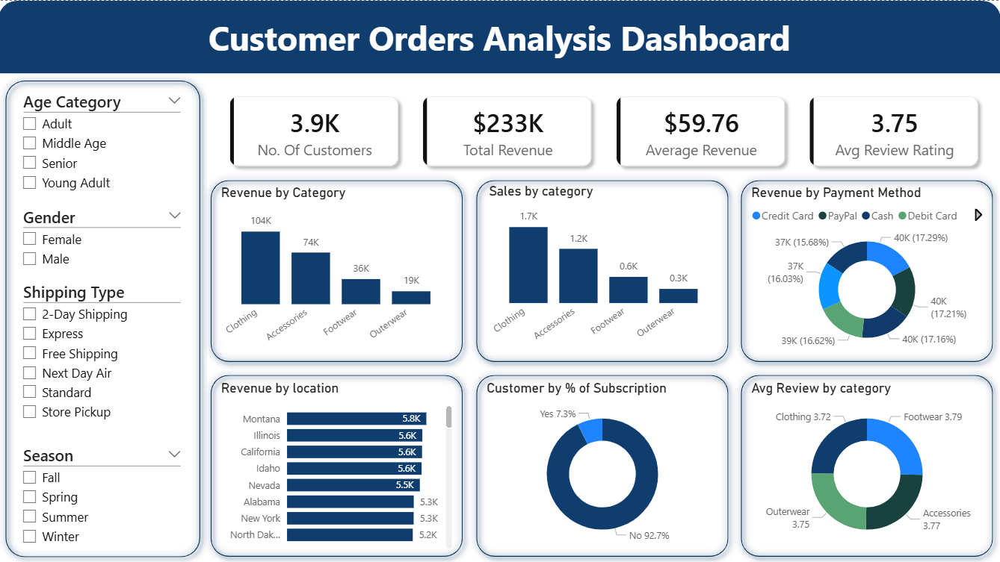 Customer Orders Analysis Dashboard
Age Category
Adult
Middle Age
Senior
Young Adult
Gender
Female
Male
Shipping Type
2-Day Shipping
Express
Free Shipping
Next Day Air
Standard
Store Pickup
Season
Fall
Spring
Summer
Winter
3.9K
No. Of Customers
$233K
Total Revenue
$59.76
Average Revenue
3.75
Avg Review Rating
Revenue by Category
104K
74K
36K
19K
Clothing
Accessories
Footwear
Outerwear
Sales by category
1.7K
1.2K
0.6K
0.3K
Clothing
Accessories
Footwear
Outerwear
Revenue by Payment Method
Credit Card PayPal Cash Debit Card
37K (15.68%)
40K (17.29%)
37K
(16.03%)
40K
(17.21%)
39K (16.62%)
40K (17.16%)
Revenue by location
Montana 5.8K
Illinois 5.6K
California 5.6K
Idaho 5.6K
Nevada 5.5K
Alabama 5.3K
New York 5.3K
North Dak... 5.2K
Customer by % of Subscription
Yes 7.3%
No 92.7%
Avg Review by category
Clothing 3.72
Footwear 3.79
Outerwear
3.75
Accessories
3.77